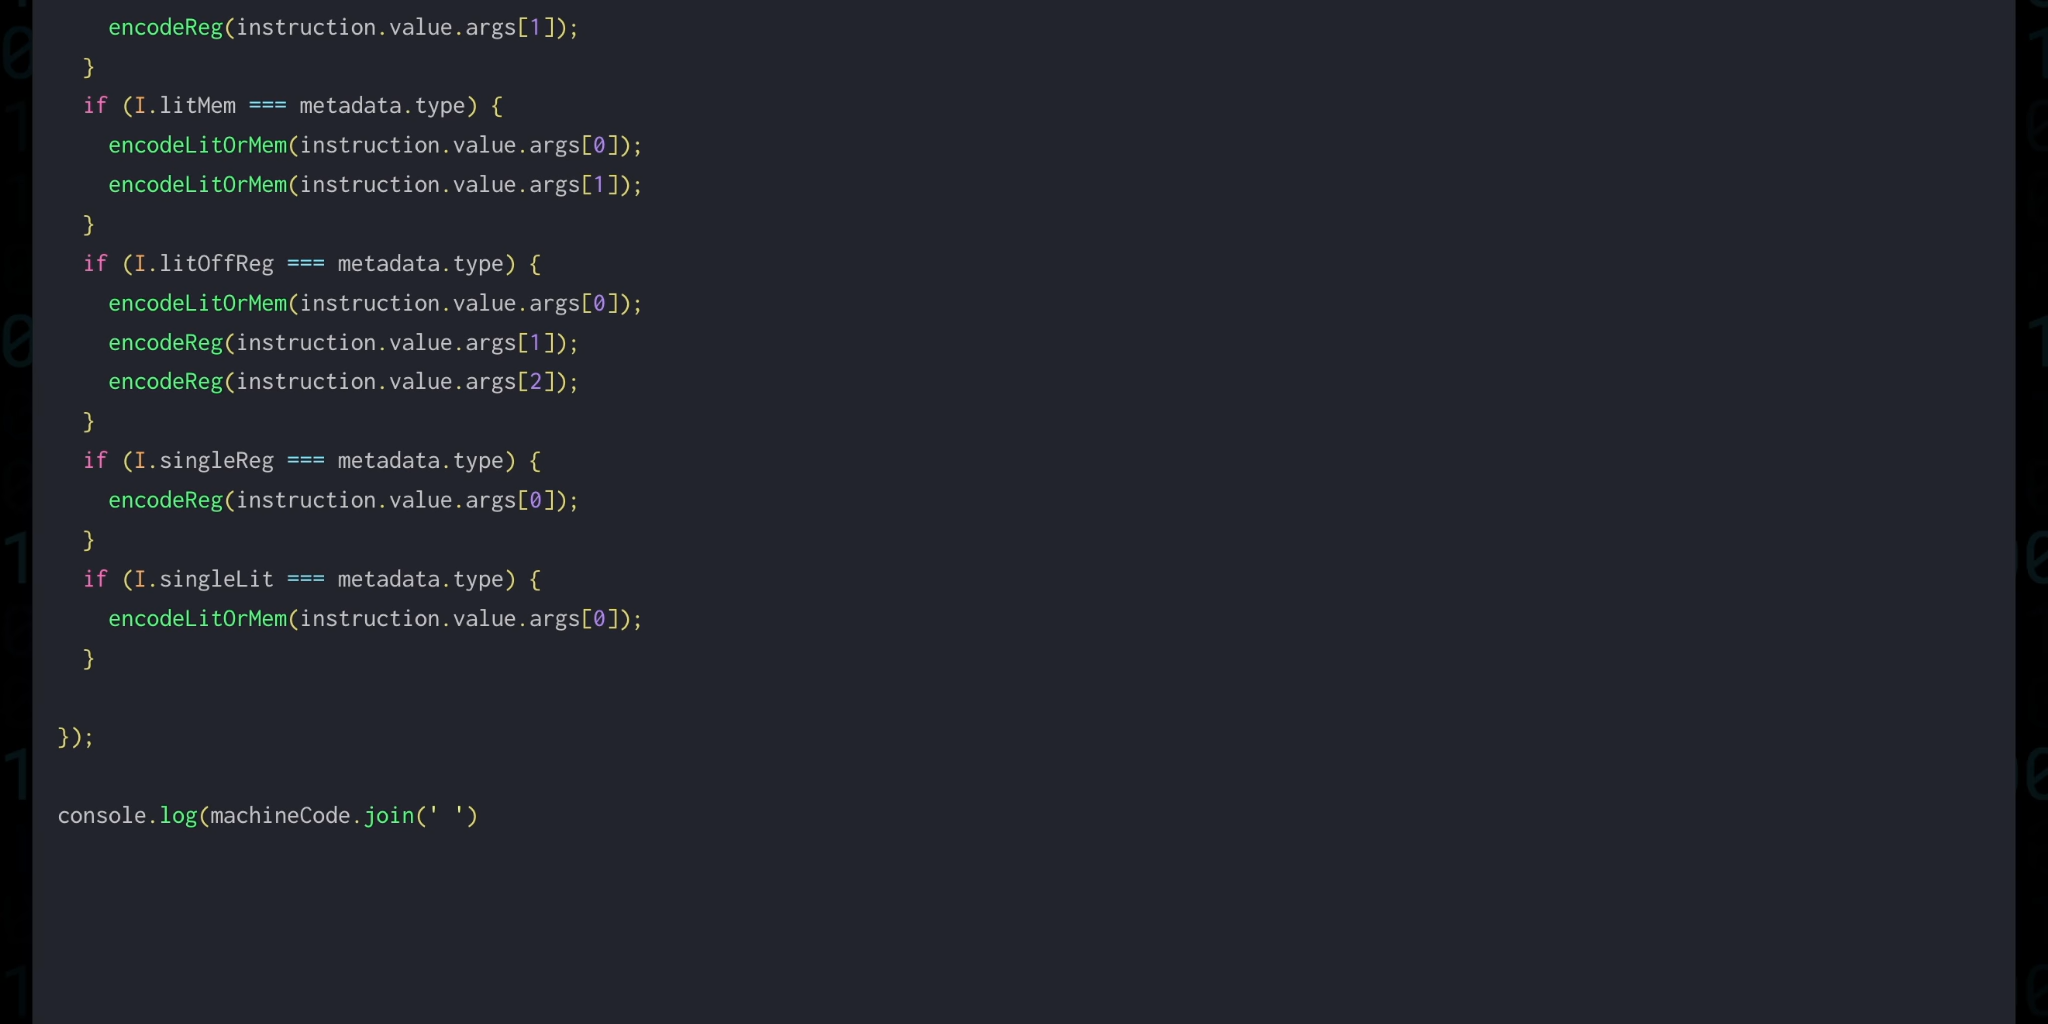 encodeReg(instruction.value.args[1]);
}
if (I.litMem === metadata.type) {
encodeLitOrMem(instruction.value.args[0]);
encodeLitOrMem(instruction.value.args[1]);
}
if (I.litOffReg === metadata.type) {
encodeLitOrMem(instruction.value.args[0]);
encodeReg(instruction.value.args[1]);
encodeReg(instruction.value.args[2]);
}
if (I.singleReg === metadata.type) {
encodeReg(instruction.value.args[0]);
}
if (I.singleLit === metadata.type) {
encodeLitOrMem(instruction.value.args[0]);
}
});
console.log(machineCode.join(' ')